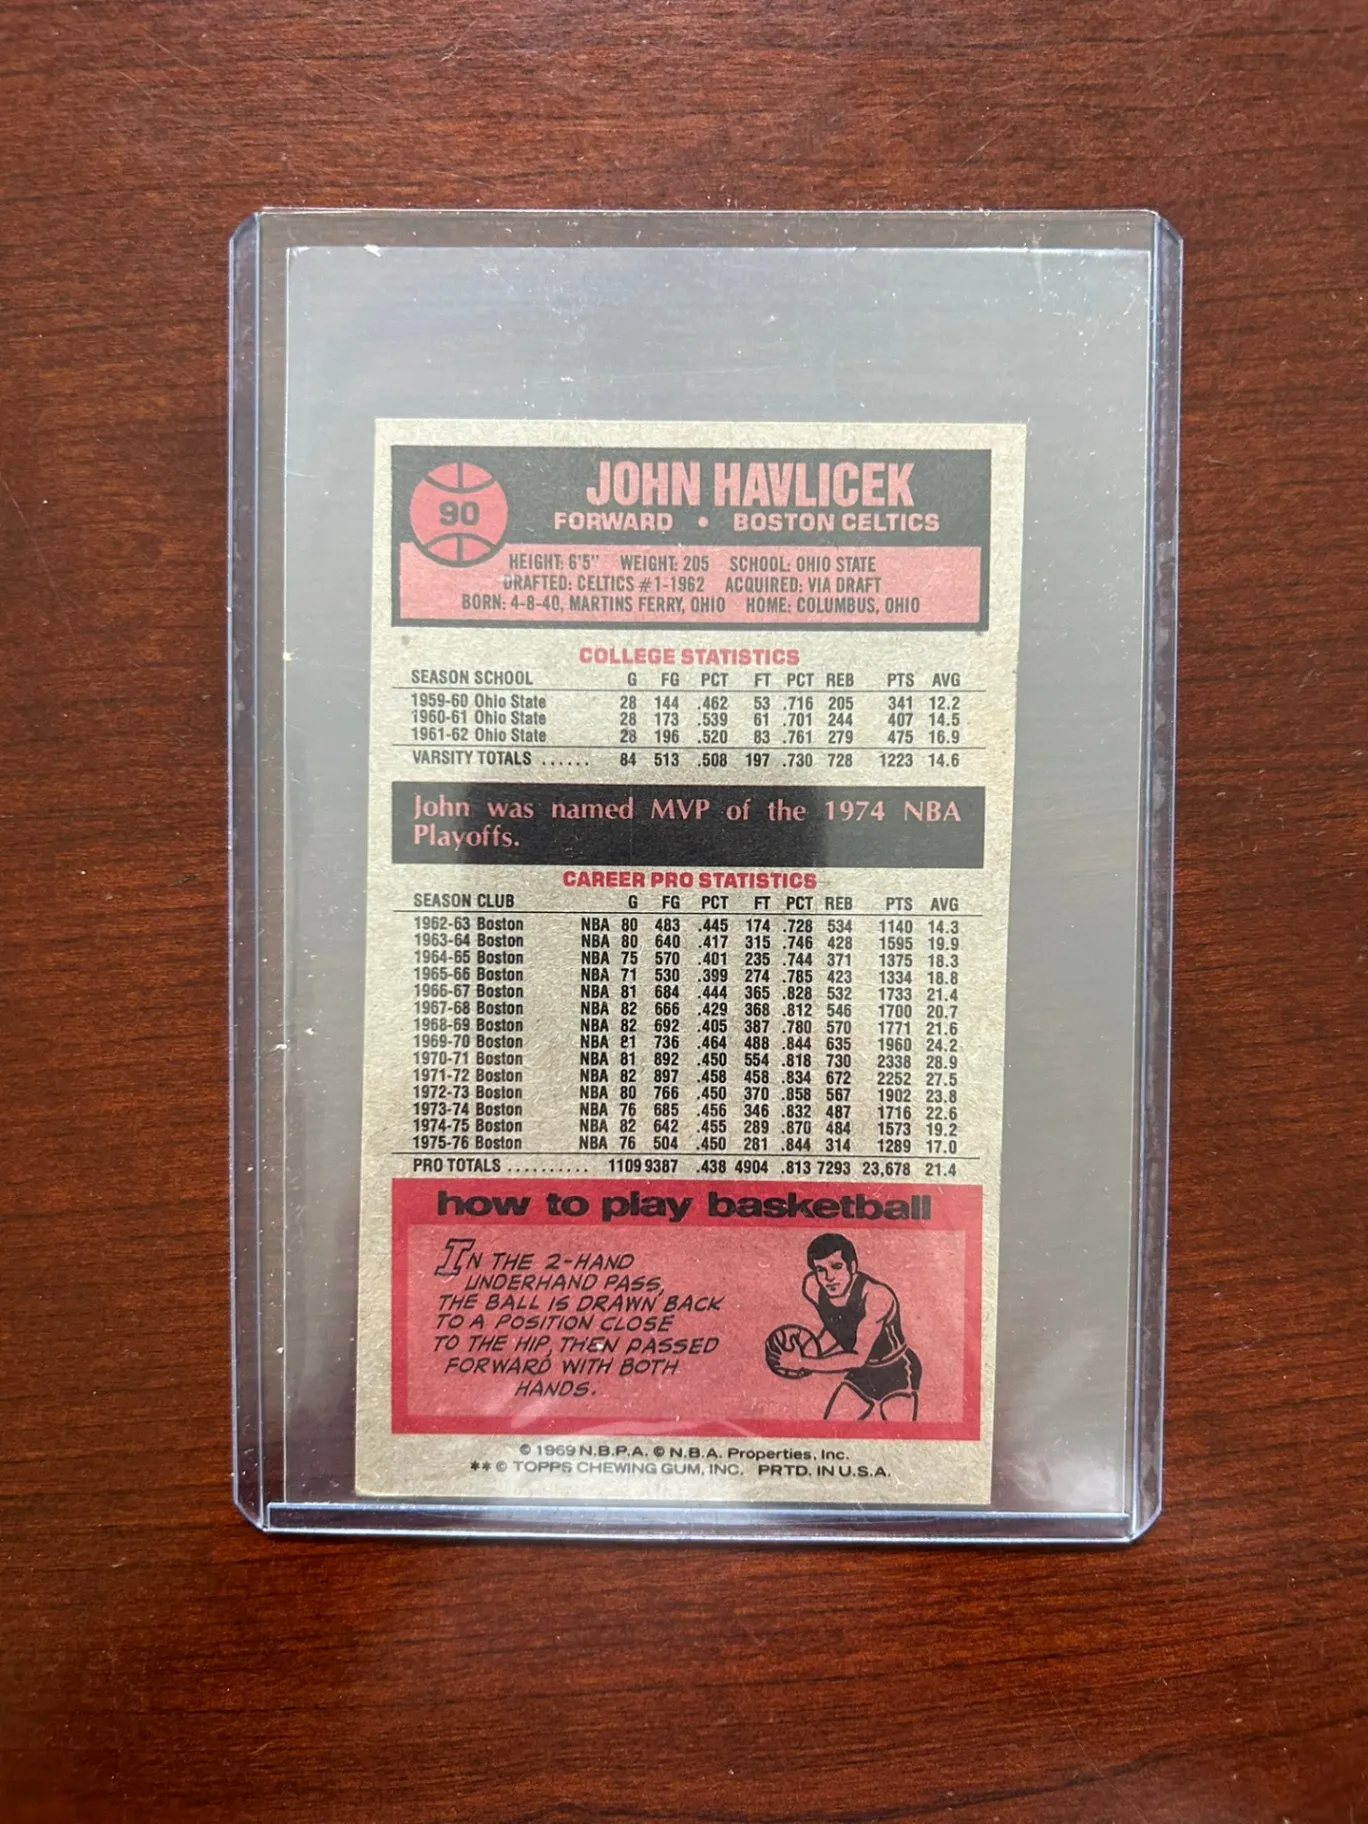 90
JOHN HAVLICEK
FORWARD • BOSTON CELTICS
HEIGHT: 6'5" WEIGHT: 205 SCHOOL: OHIO STATE
DRAFTED: CELTICS #1-1962 ACQUIRED: VIA DRAFT
BORN: 4-8-40, MARTINS FERRY, OHIO HOME: COLUMBUS, OHIO
COLLEGE STATISTICS
SEASON SCHOOL G FG PCT FT PCT REB PTS AVG
1959-60 Ohio State 28 144 .462 53 .716 205 341 12.2
1960-61 Ohio State 28 173 .539 61 .701 244 407 14.5
1961-62 Ohio State 28 196 .520 83 .761 279 475 16.9
VARSITY TOTALS ...... 84 513 .508 197 .730 728 1223 14.6
John was named MVP of the 1974 NBA
Playoffs.
CAREER PRO STATISTICS
SEASON CLUB G FG PCT FT PCT REB PTS AVG
1962-63 Boston NBA 80 483 .445 174 .728 534 1140 14.3
1963-64 Boston NBA 80 640 .417 315 .746 428 1595 19.9
1964-65 Boston NBA 75 570 .401 235 .744 371 1375 18.3
1965-66 Boston NBA 71 530 .399 274 .785 423 1334 18.8
1966-67 Boston NBA 81 684 .444 365 .828 532 1733 21.4
1967-68 Boston NBA 82 666 .429 368 .812 546 1700 20.7
1968-69 Boston NBA 82 692 .405 387 .780 570 1771 21.6
1969-70 Boston NBA 81 736 .464 488 .844 635 1960 24.2
1970-71 Boston NBA 81 892 .450 554 .818 730 2338 28.9
1971-72 Boston NBA 82 897 .458 458 .834 672 2252 27.5
1972-73 Boston NBA 80 766 .450 370 .858 567 1902 23.8
1973-74 Boston NBA 76 685 .456 346 .832 487 1716 22.6
1974-75 Boston NBA 82 642 .455 289 .870 484 1573 19.2
1975-76 Boston NBA 76 504 .450 281 .844 314 1289 17.0
PRO TOTALS .......... 1109 9387 .438 4904 .813 7293 23,678 21.4
how to play basketball
IN THE 2-HAND
UNDERHAND PASS,
THE BALL IS DRAWN BACK
TO A POSITION CLOSE
TO THE HIP, THEN PASSED
FORWARD WITH BOTH
HANDS.
© 1969 N.B.P.A. © N.B.A. Properties, Inc.
** © TOPPS CHEWING GUM, INC. PRTD. IN U.S.A.